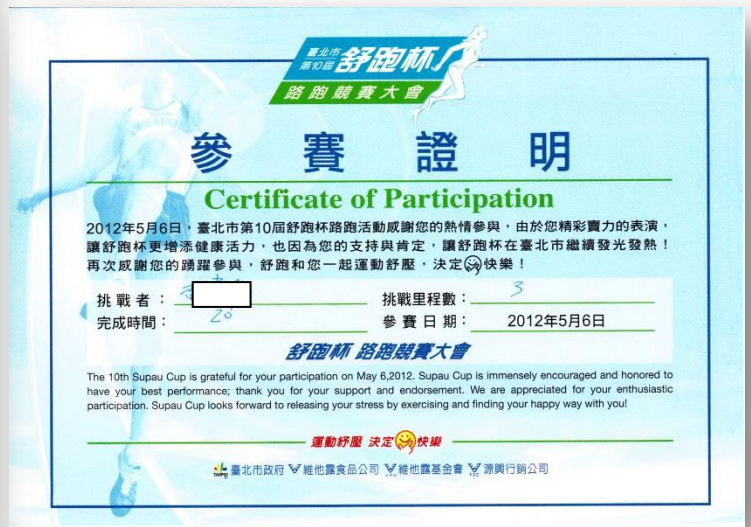 臺北市
第10屆 舒跑杯
路跑競賽大會
參賽證明
Certificate of Participation
2012年5月6日，臺北市第10屆舒跑杯路跑活動感謝您的熱情參與，由於您精彩賣力的表演，
讓舒跑杯更增添健康活力，也因為您的支持與肯定，讓舒跑杯在臺北市繼續發光發熱！
再次感謝您的踴躍參與，舒跑和您一起運動舒壓，決定快樂！
挑戰者： 挑戰里程數：3
完成時間：28 參賽日期：2012年5月6日
舒跑杯 路跑競賽大會
The 10th Supau Cup is grateful for your participation on May 6,2012. Supau Cup is immensely encouraged and honored to
have your best performance; thank you for your support and endorsement. We are appreciated for your enthusiastic
participation. Supau Cup looks forward to releasing your stress by exercising and finding your happy way with you!
運動紓壓 決定快樂
臺北市政府 維他露食品公司 維他露基金會 源興行銷公司